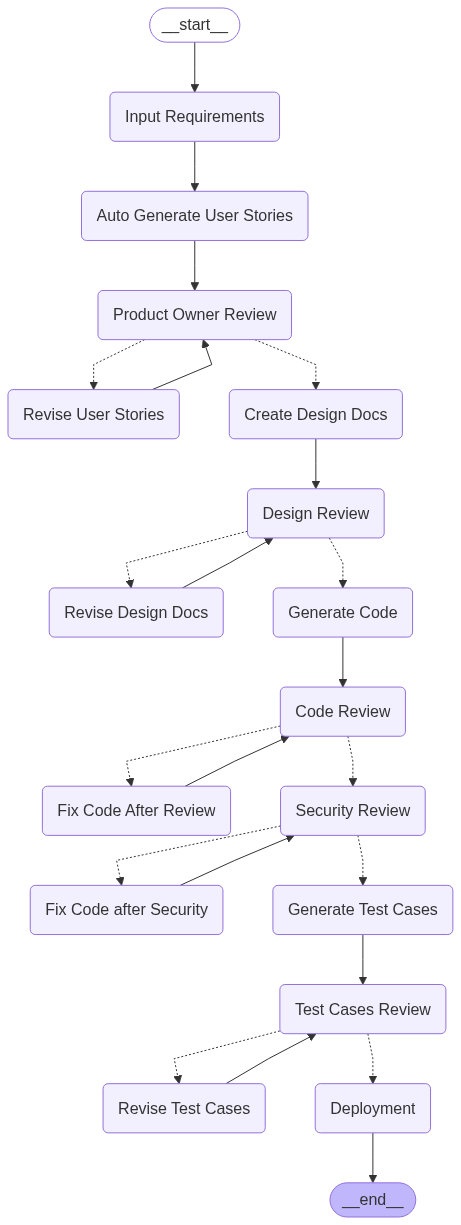 __start__
Input Requirements
Auto Generate User Stories
Product Owner Review
Revise User Stories
Create Design Docs
Design Review
Revise Design Docs
Generate Code
Code Review
Fix Code After Review
Security Review
Fix Code after Security
Generate Test Cases
Test Cases Review
Revise Test Cases
Deployment
__end__